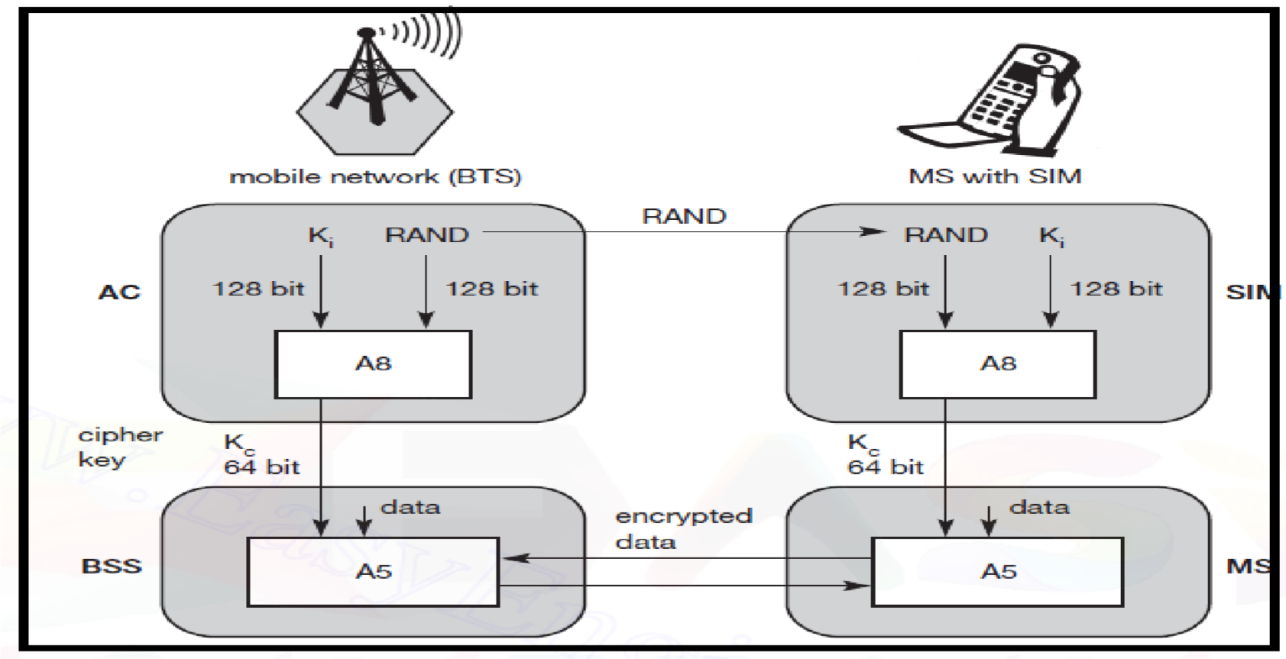 mobile network (BTS)
MS with SIM
RAND
Ki RAND
RAND Ki
AC
128 bit
128 bit
128 bit
128 bit
SIM
A8
A8
cipher
key
Kc
64 bit
Kc
64 bit
data
encrypted
data
data
BSS
A5
A5
MS